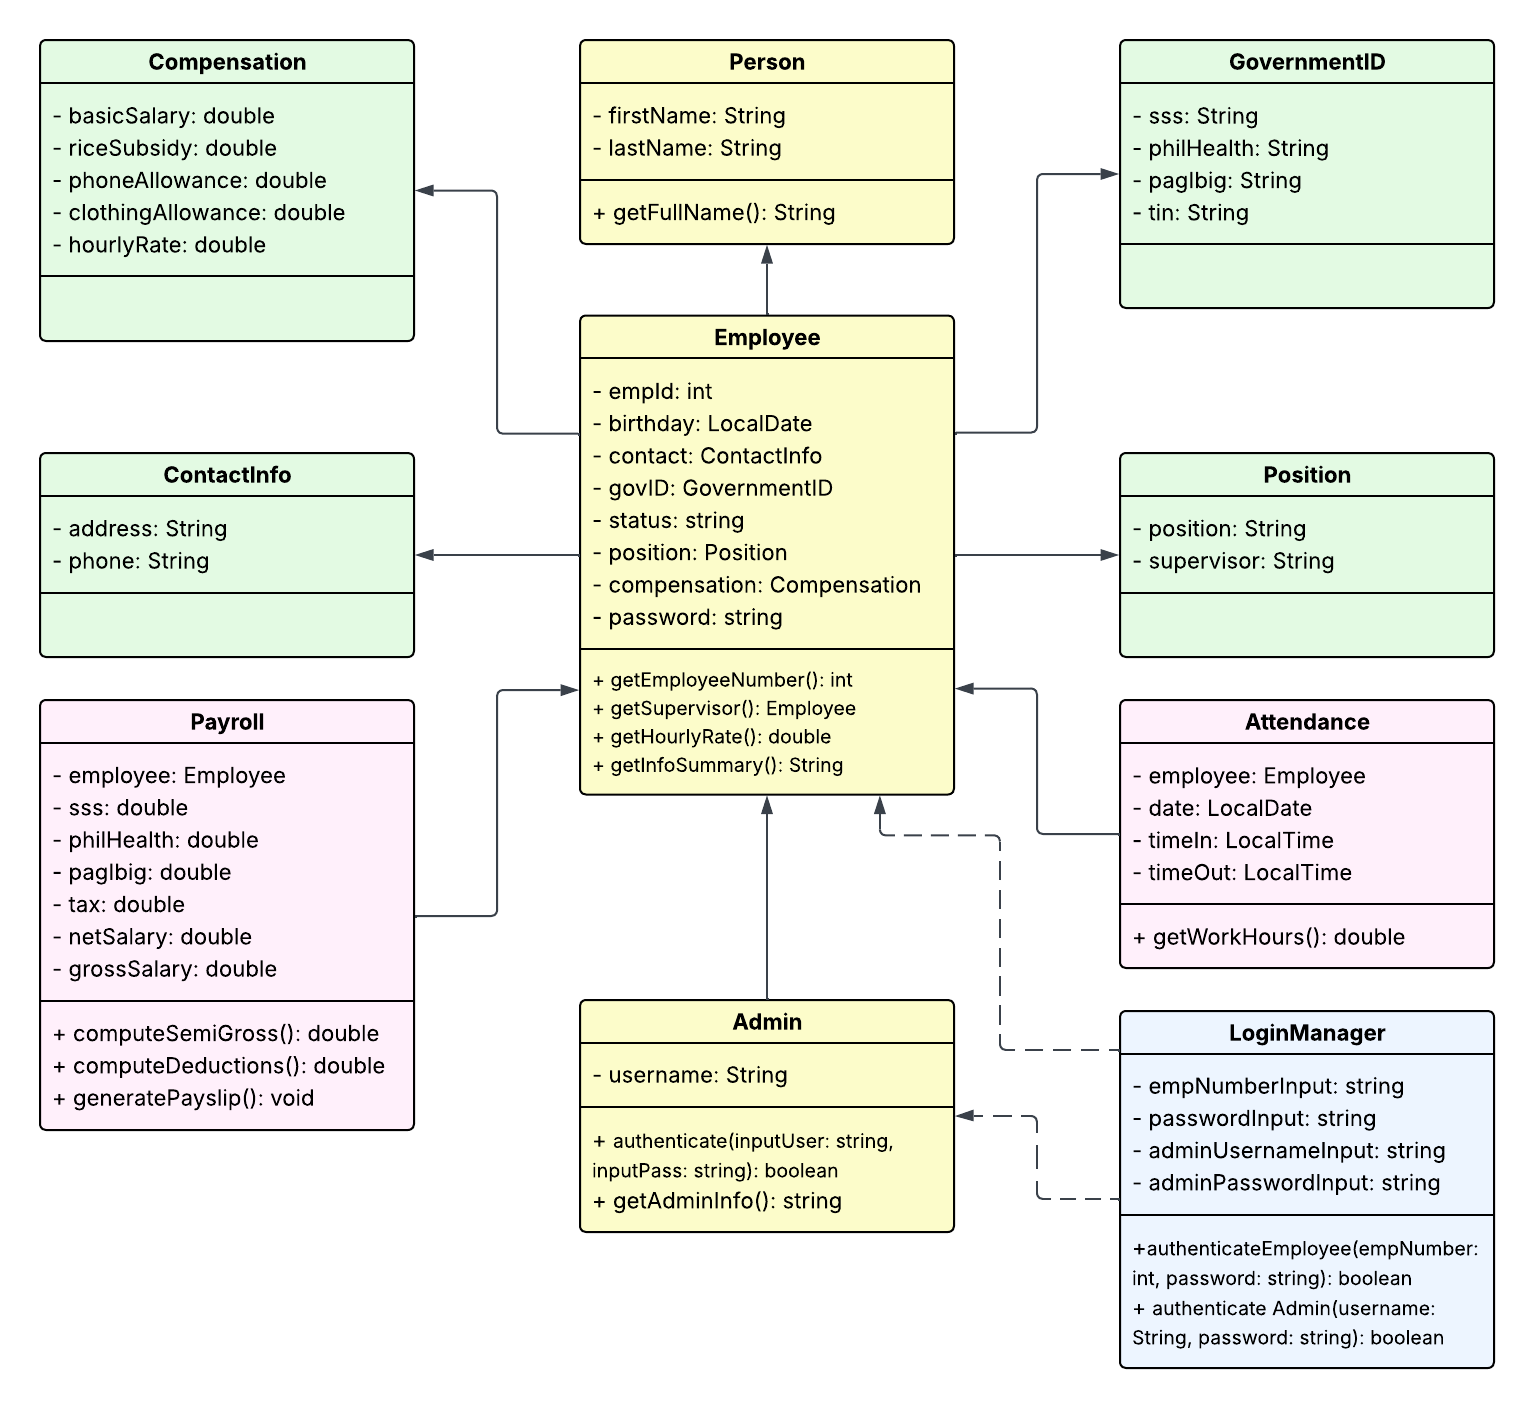 Compensation
- basicSalary: double
- riceSubsidy: double
- phoneAllowance: double
- clothingAllowance: double
- hourlyRate: double
Person
- firstName: String
- lastName: String
+ getFullName(): String
GovernmentID
- sss: String
- philHealth: String
- pagIbig: String
- tin: String
Employee
- empId: int
- birthday: LocalDate
- contact: ContactInfo
- govID: GovernmentID
- status: string
- position: Position
- compensation: Compensation
- password: string
+ getEmployeeNumber(): int
+ getSupervisor(): Employee
+ getHourlyRate(): double
+ getInfoSummary(): String
ContactInfo
- address: String
- phone: String
Position
- position: String
- supervisor: String
Payroll
- employee: Employee
- sss: double
- philHealth: double
- pagIbig: double
- tax: double
- netSalary: double
- grossSalary: double
+ computeSemiGross(): double
+ computeDeductions(): double
+ generatePayslip(): void
Attendance
- employee: Employee
- date: LocalDate
- timeIn: LocalTime
- timeOut: LocalTime
+ getWorkHours(): double
Admin
- username: String
+ authenticate(inputUser: string,
inputPass: string): boolean
+ getAdminInfo(): string
LoginManager
- empNumberInput: string
- passwordInput: string
- adminUsernameInput: string
- adminPasswordInput: string
+authenticateEmployee(empNumber:
int, password: string): boolean
+ authenticate Admin(username:
String, password: string): boolean